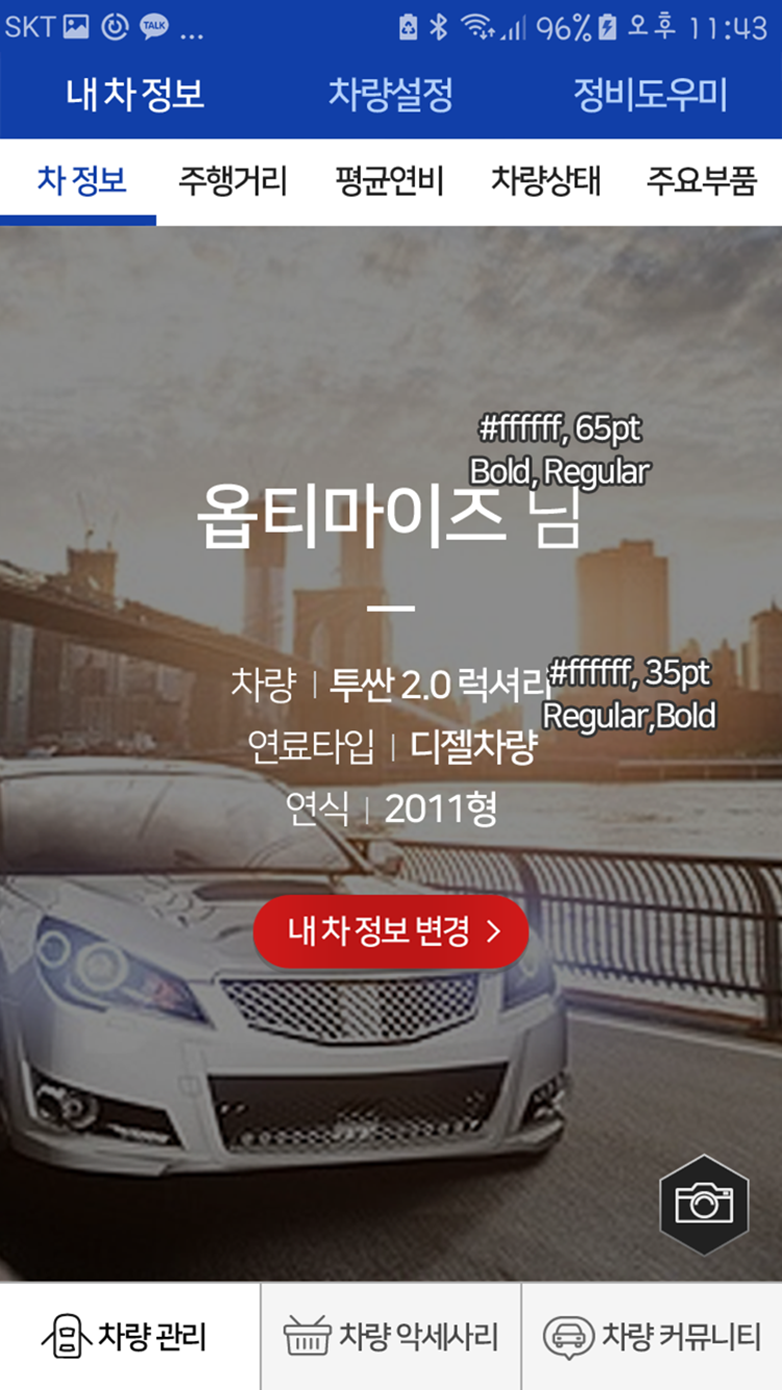 SKT TALK ... 96% 오후 11:43
내 차 정보 차량설정 정비도우미
차 정보 주행거리 평균연비 차량상태 주요부품
#ffffff, 65pt
Bold, Regular
옵티마이즈 님
차량 | 투싼 2.0 럭셔리
#ffffff, 35pt
Regular,Bold
연료타입 | 디젤차량
연식 | 2011형
내 차 정보 변경 >
차량 관리 차량 악세사리 차량 커뮤니티